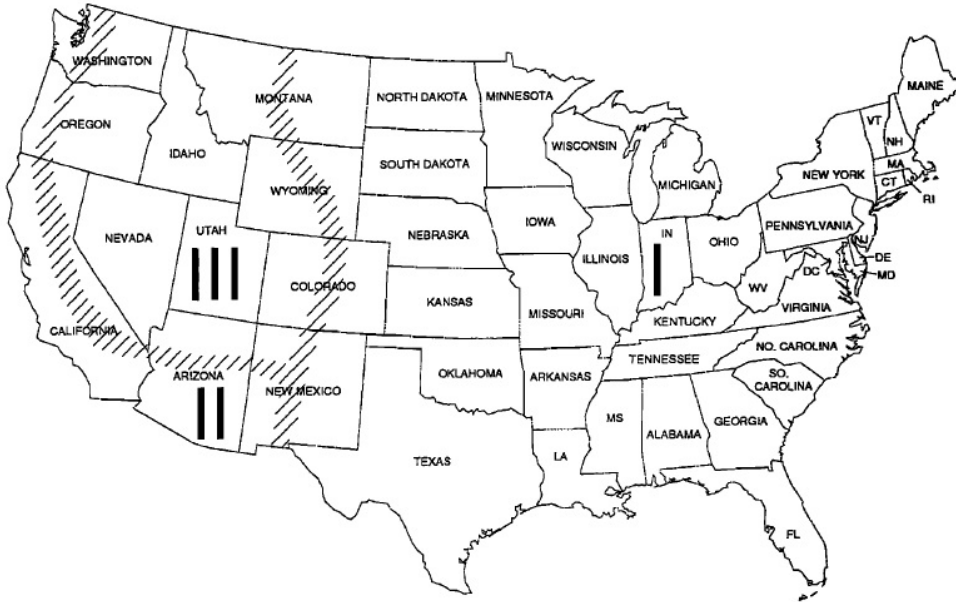 WASHINGTON
MONTANA
NORTH DAKOTA
MINNESOTA
MAINE
OREGON
IDAHO
WYOMING
SOUTH DAKOTA
WISCONSIN
MICHIGAN
VT
NH
NEW YORK
MA
CT
RI
NEVADA
UTAH
NEBRASKA
IOWA
ILLINOIS
IN
OHIO
PENNSYLVANIA
NJ
DE
MD
DC
CALIFORNIA
COLORADO
KANSAS
MISSOURI
KENTUCKY
WV
VIRGINIA
ARIZONA
NEW MEXICO
OKLAHOMA
ARKANSAS
TENNESSEE
NO. CAROLINA
SO.
CAROLINA
TEXAS
LA
MS
ALABAMA
GEORGIA
FL